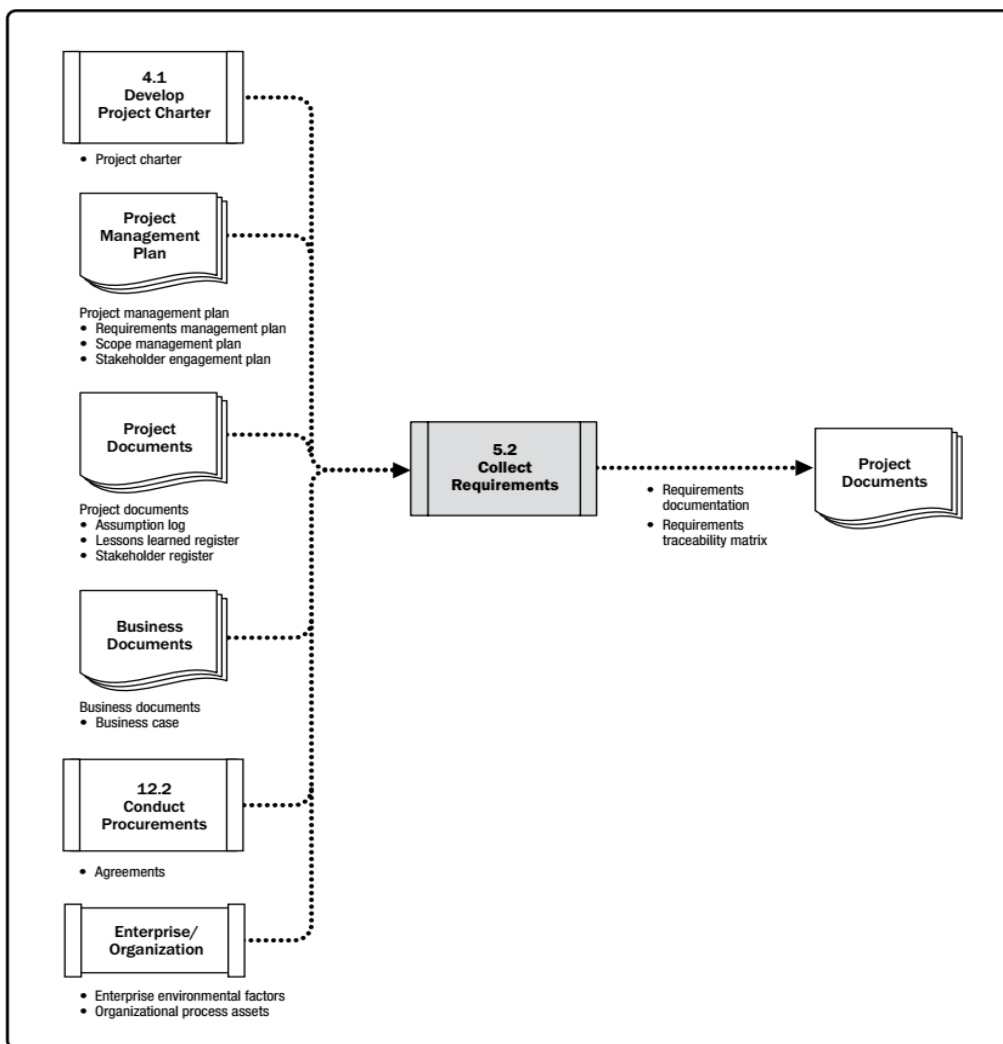 4.1
Develop
Project Charter
• Project charter
Project
Management
Plan
Project management plan
• Requirements management plan
• Scope management plan
• Stakeholder engagement plan
Project
Documents
Project documents
• Assumption log
• Lessons learned register
• Stakeholder register
Business
Documents
Business documents
• Business case
12.2
Conduct
Procurements
• Agreements
Enterprise/
Organization
• Enterprise environmental factors
• Organizational process assets
5.2
Collect
Requirements
• Requirements
documentation
• Requirements
traceability matrix
Project
Documents